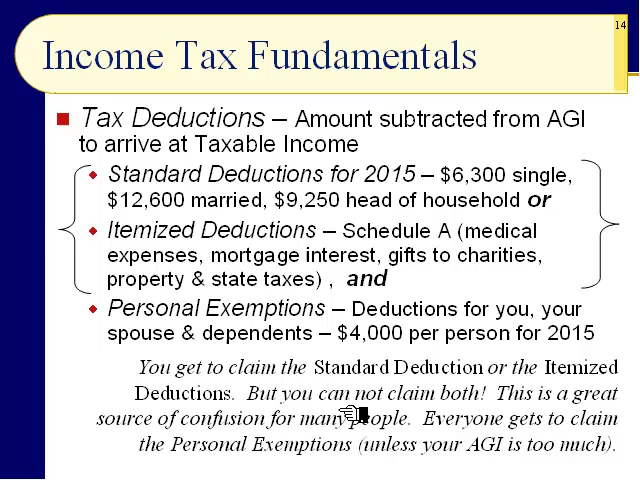 14
Income Tax Fundamentals
Tax Deductions – Amount subtracted from AGI
to arrive at Taxable Income
Standard Deductions for 2015 – $6,300 single,
$12,600 married, $9,250 head of household or
Itemized Deductions – Schedule A (medical
expenses, mortgage interest, gifts to charities,
property & state taxes) , and
Personal Exemptions – Deductions for you, your
spouse & dependents – $4,000 per person for 2015
You get to claim the Standard Deduction or the Itemized
Deductions. But you can not claim both! This is a great
source of confusion for many people. Everyone gets to claim
the Personal Exemptions (unless your AGI is too much).